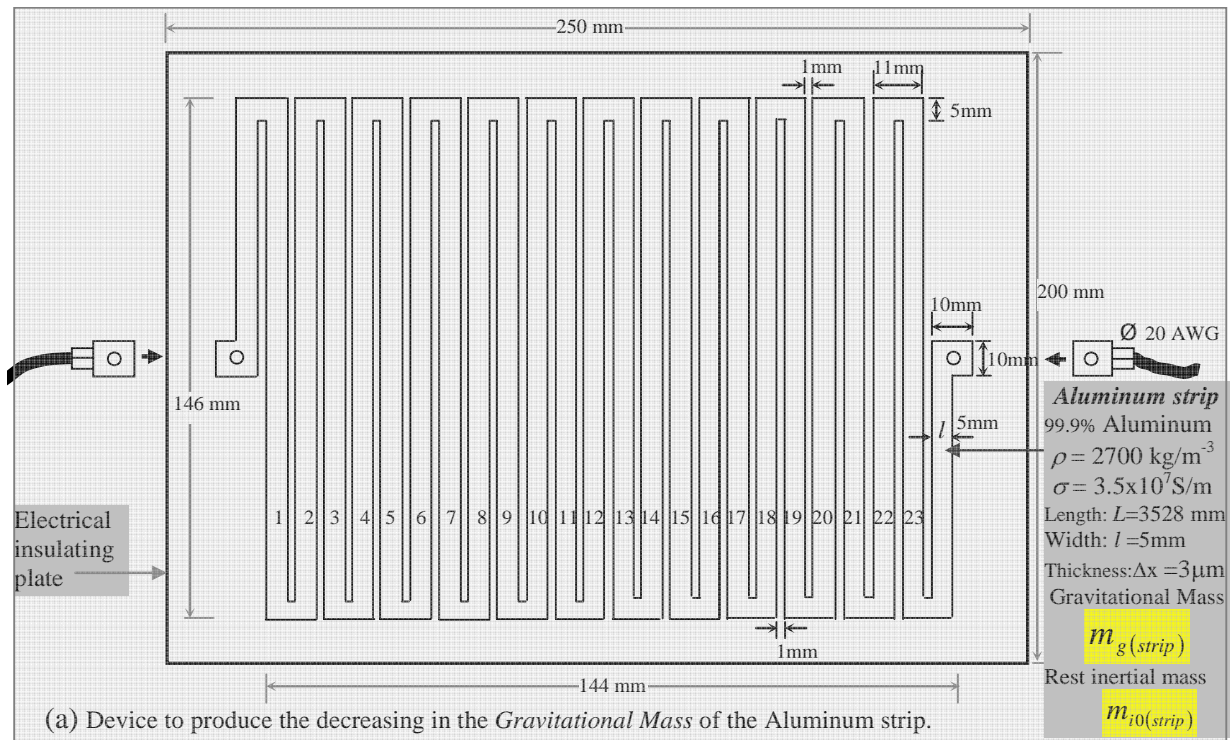 250 mm
1mm
11mm
5mm
200 mm
10mm
Ø 20 AWG
10mm
146 mm
Aluminum strip
99.9% Aluminum
l 5mm
ρ = 2700 kg/m⁻³
σ = 3.5x10⁷S/m
1 2 3 4 5 6 7 8 9 10 11 12 13 14 15 16 17 18 19 20 21 22 23
Length: L=3528 mm
Electrical
insulating
plate
Width: l =5mm
Thickness:Δx =3μm
Gravitational Mass
m g(strip)
1mm
Rest inertial mass
144 mm
m i0(strip)
(a) Device to produce the decreasing in the Gravitational Mass of the Aluminum strip.